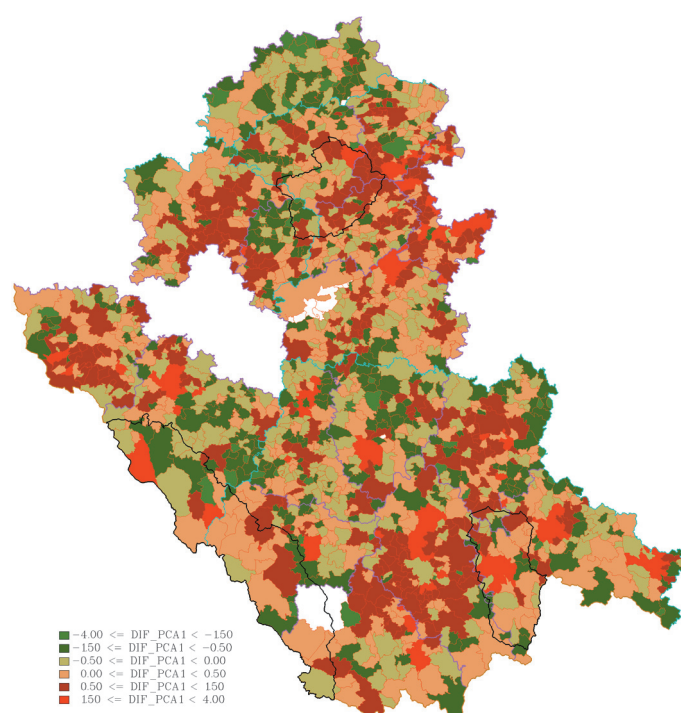 -4.00 <= DIF_PCA1 < -150
-150 <= DIF_PCA1 < -0.50
-0.50 <= DIF_PCA1 < 0.00
0.00 <= DIF_PCA1 < 0.50
0.50 <= DIF_PCA1 < 150
150 <= DIF_PCA1 < 4.00